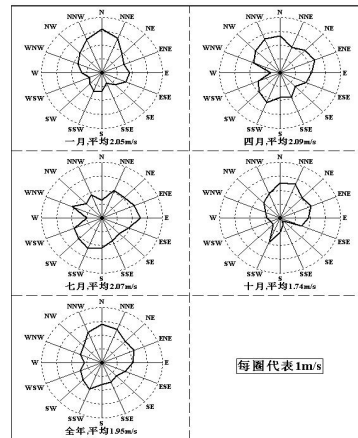 N
NNW
NNE
NW
NE
WNW
ENE
W
E
WSW
ESE
SW
SE
SSW
SSE
S
一月,平均2.05m/s
N
NNW
NNE
NW
NE
WNW
ENE
W
E
WSW
ESE
SW
SE
SSW
SSE
S
四月,平均2.09m/s
N
NNW
NNE
NW
NE
WNW
ENE
W
E
WSW
ESE
SW
SE
SSW
SSE
S
七月,平均2.07m/s
N
NNW
NNE
NW
NE
WNW
ENE
W
E
WSW
ESE
SW
SE
SSW
SSE
S
十月,平均1.74m/s
N
NNW
NNE
NW
NE
WNW
ENE
W
E
WSW
ESE
SW
SE
SSW
SSE
S
全年,平均1.95m/s
每圈代表1m/s